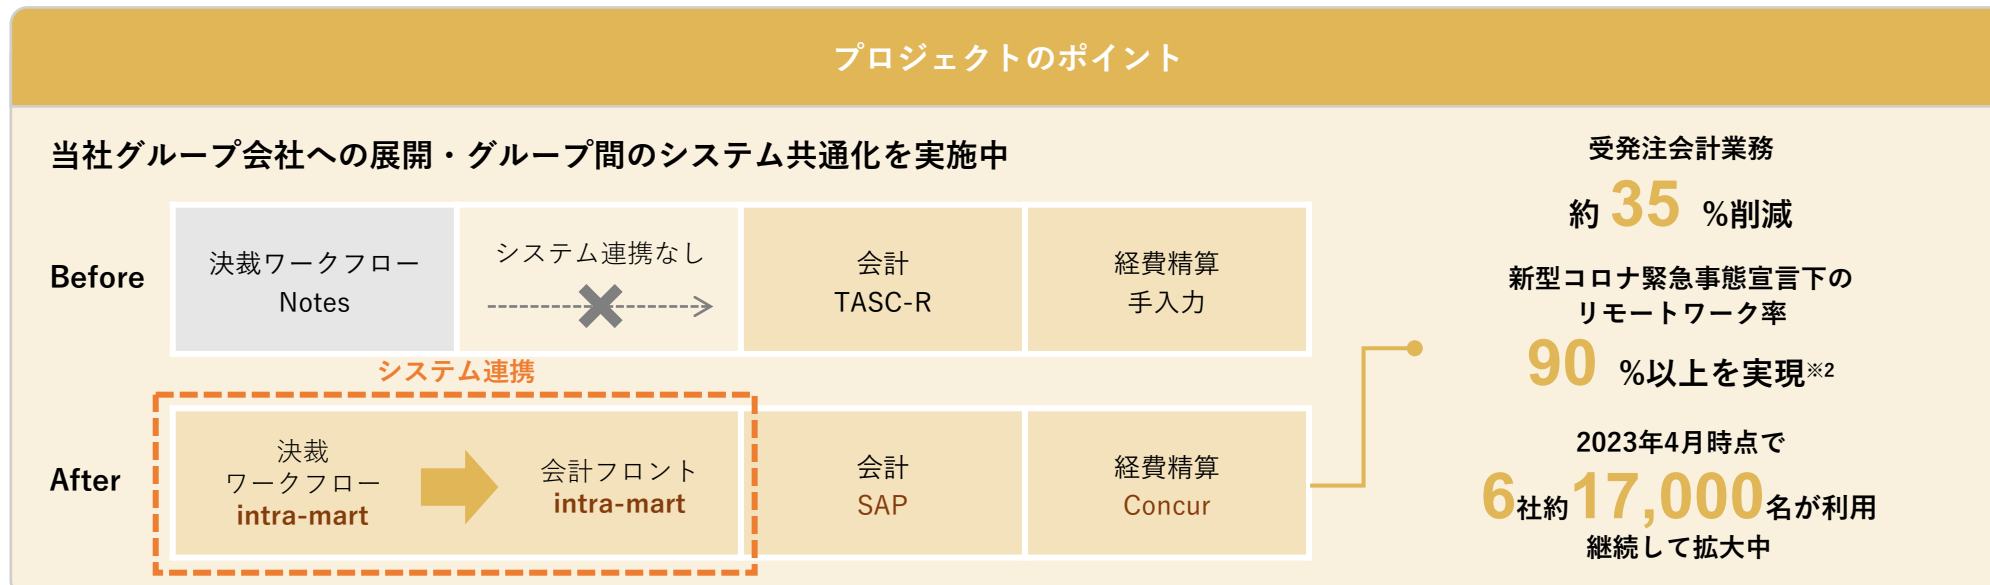 プロジェクトのポイント
当社グループ会社への展開・グループ間のシステム共通化を実施中
Before
決裁ワークフロー
Notes
システム連携なし
会計
TASC-R
経費精算
手入力
システム連携
After
決裁
ワークフロー
intra-mart
会計フロント
intra-mart
会計
SAP
経費精算
Concur
受発注会計業務
約 35 %削減
新型コロナ緊急事態宣言下の
リモートワーク率
90 %以上を実現※2
2023年4月時点で
6社約17,000名が利用
継続して拡大中